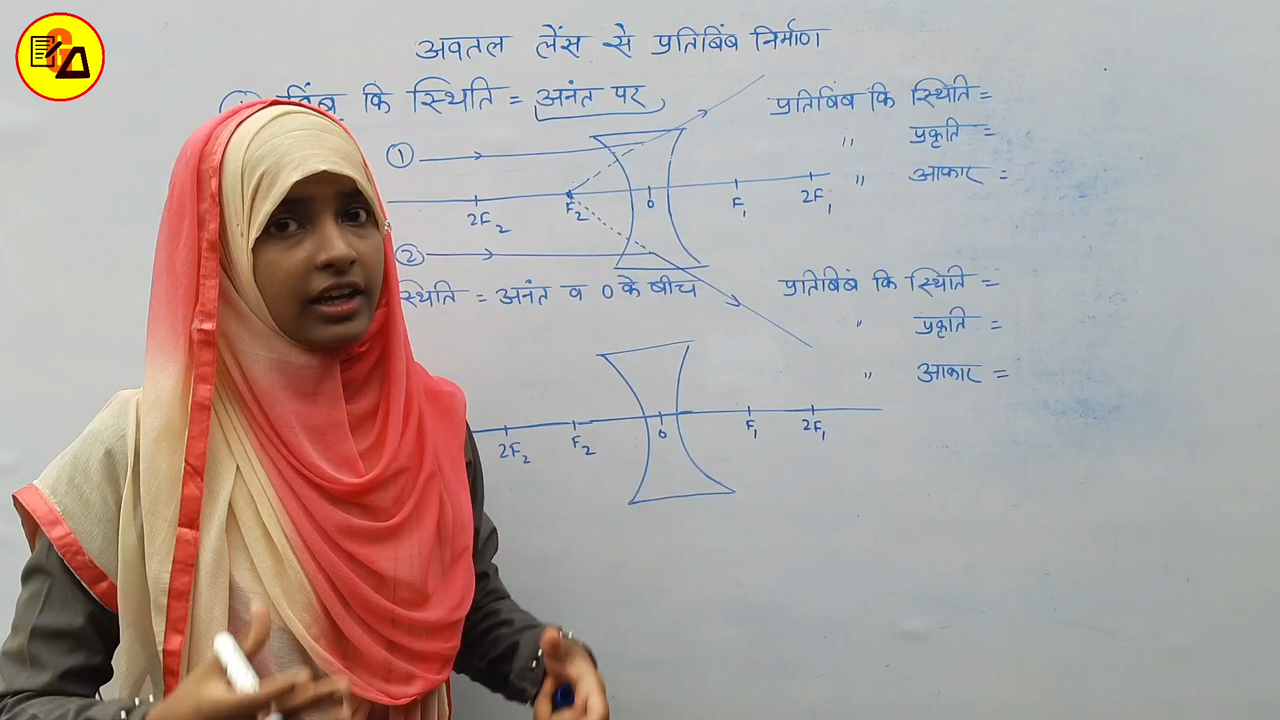 अवतल लेंस से प्रतिबिंब निर्माण
कि स्थिति = अनंत पर
प्रतिबिंब कि स्थिति =
" प्रकृति =
" आकार =
1
2F2 F2 0 F1 2F1
2
स्थिति = अनंत व 0 के बीच
प्रतिबिंब कि स्थिति =
" प्रकृति =
" आकार =
2F2 F2 0 F1 2F1